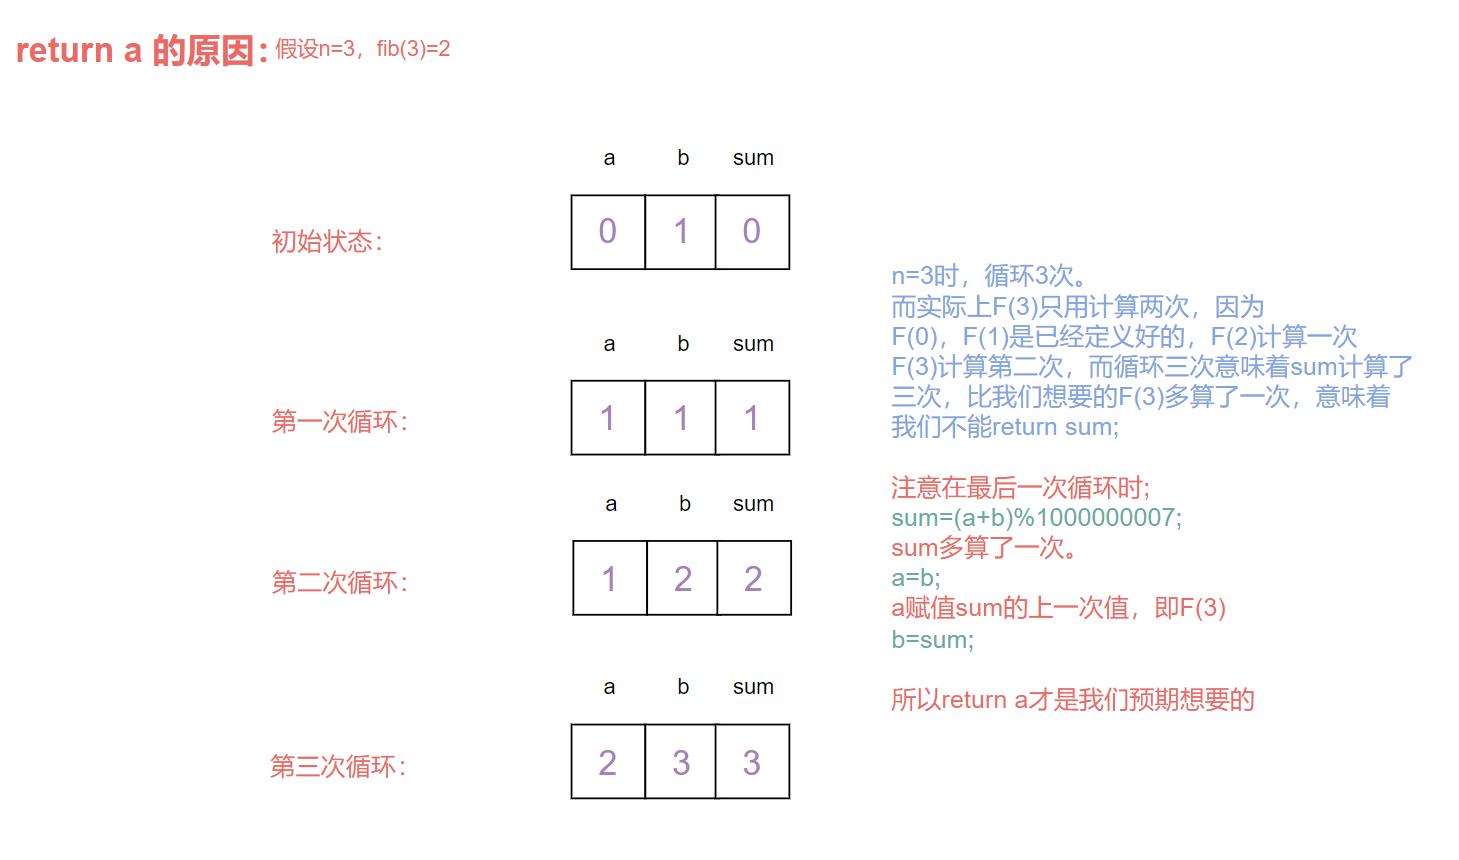 return a 的原因：假设n=3，fib(3)=2
a b sum
初始状态：
0 1 0
a b sum
第一次循环：
1 1 1
a b sum
第二次循环：
1 2 2
a b sum
第三次循环：
2 3 3
n=3时，循环3次。
而实际上F(3)只用计算两次，因为
F(0)，F(1)是已经定义好的，F(2)计算一次
F(3)计算第二次，而循环三次意味着sum计算了
三次，比我们想要的F(3)多算了一次，意味着
我们不能return sum;
注意在最后一次循环时;
sum=(a+b)%1000000007;
sum多算了一次。
a=b;
a赋值sum的上一次值，即F(3)
b=sum;
所以return a才是我们预期想要的